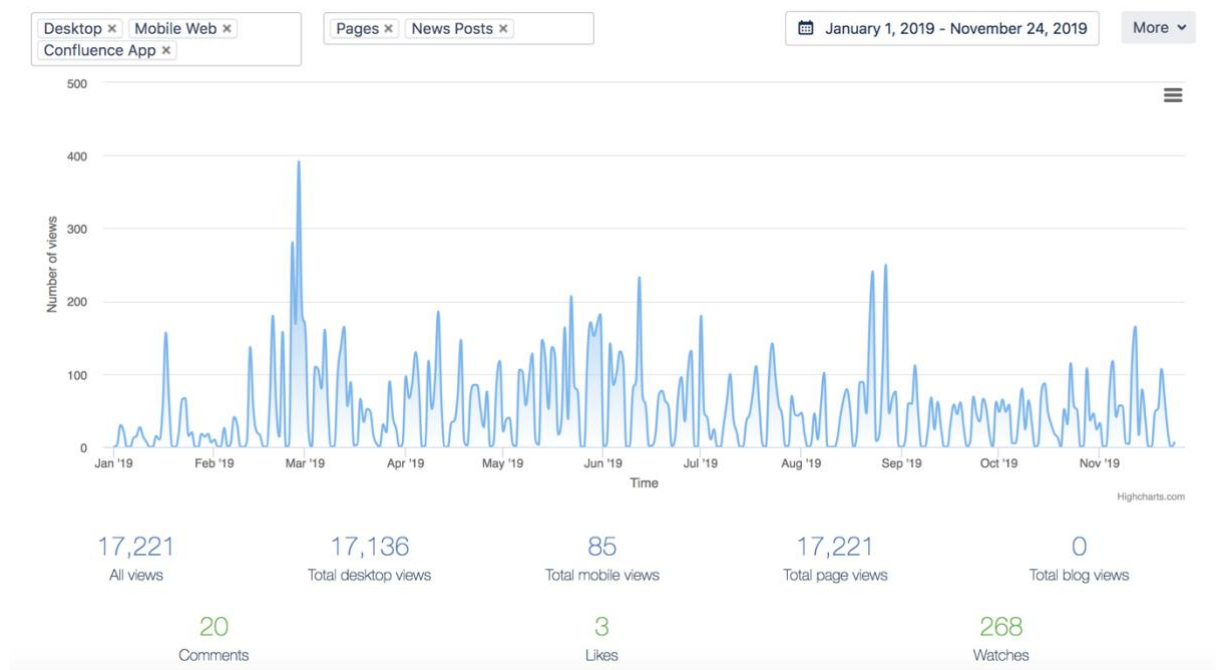 Desktop × Mobile Web ×
Confluence App ×
Pages × News Posts ×
January 1, 2019 - November 24, 2019
More
500
400
300
200
100
0
Number of views
Jan '19 Feb '19 Mar '19 Apr '19 May '19 Jun '19 Jul '19 Aug '19 Sep '19 Oct '19 Nov '19
Time
Highcharts.com
17,221 17,136 85 17,221 0
All views Total desktop views Total mobile views Total page views Total blog views
20 3 268
Comments Likes Watches